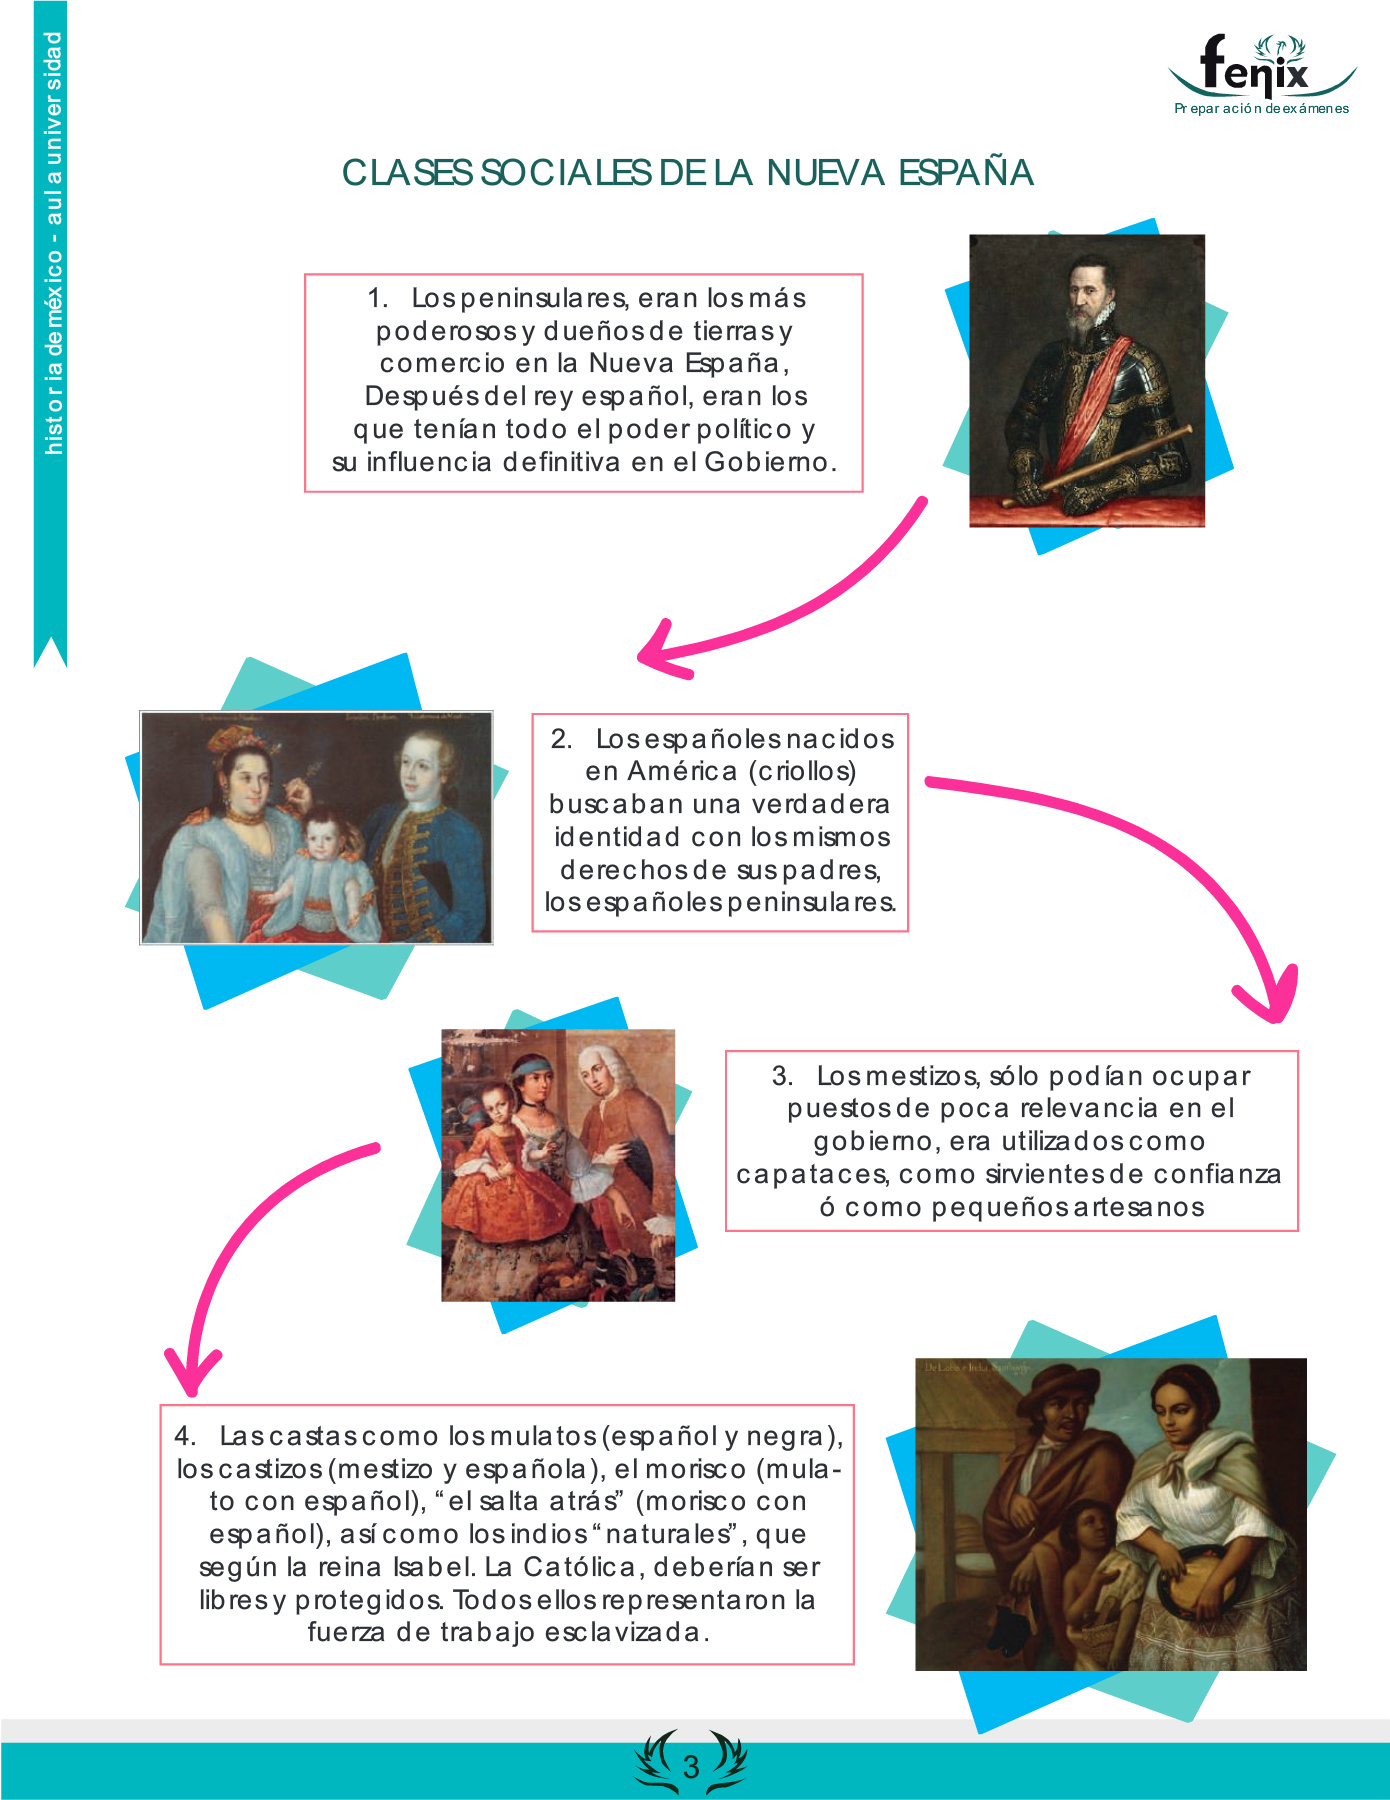 historia de méxico - aula universidad
fenix
Preparación de exámenes
CLASES SOCIALES DE LA NUEVA ESPAÑA
1. Los peninsulares, eran los más
poderosos y dueños de tierras y
comercio en la Nueva España,
Después del rey español, eran los
que tenían todo el poder político y
su influencia definitiva en el Gobierno.
2. Los españoles nacidos
en América (criollos)
buscaban una verdadera
identidad con los mismos
derechos de sus padres,
los españoles peninsulares.
3. Los mestizos, sólo podían ocupar
puestos de poca relevancia en el
gobierno, era utilizados como
capataces, como sirvientes de confianza
ó como pequeños artesanos
4. Las castas como los mulatos (español y negra),
los castizos (mestizo y española), el morisco (mula-
to con español), “el salta atrás” (morisco con
español), así como los indios “naturales”, que
según la reina Isabel. La Católica, deberían ser
libres y protegidos. Todos ellos representaron la
fuerza de trabajo esclavizada.
3